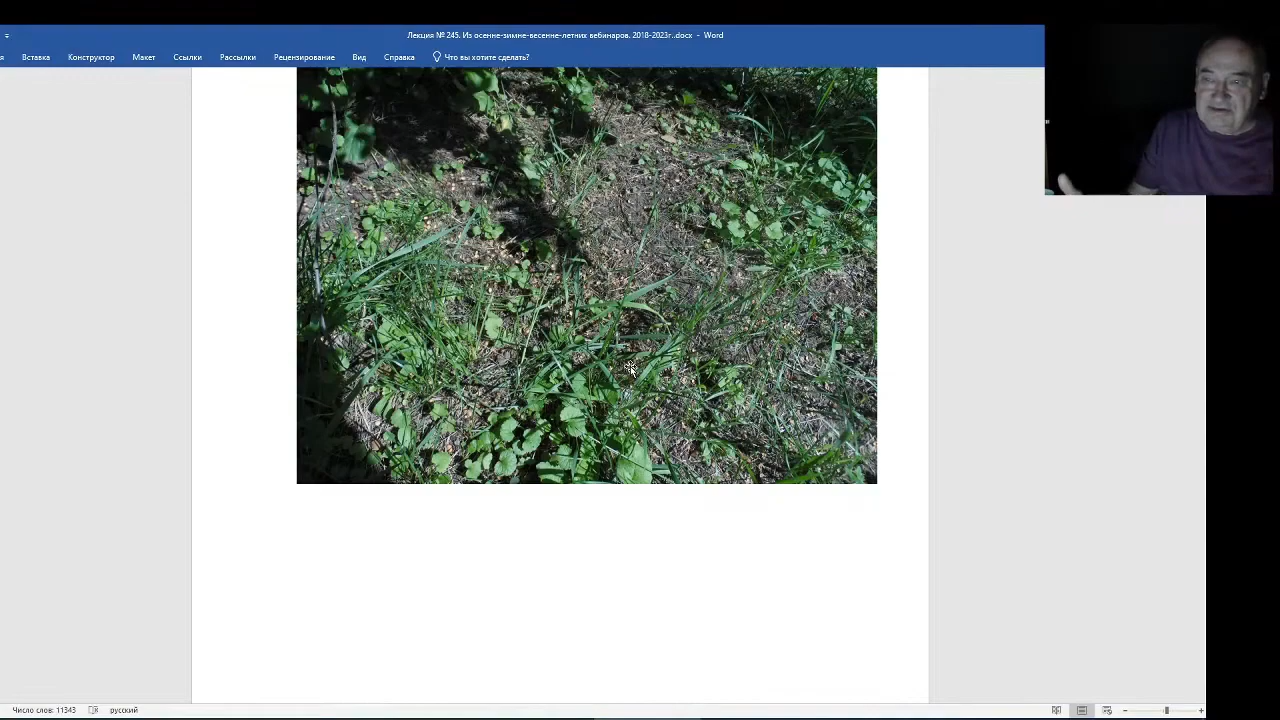 Лекция № 245. Из осенне-зимне-весенне-летних вебинаров. 2018-2023г..docx - Word
Вставка Конструктор Макет Ссылки Рассылки Рецензирование Вид Справка Что вы хотите сделать?
Число слов: 11343 русский